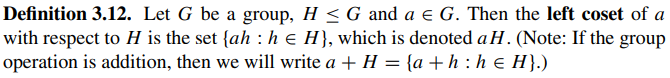 Definition 3.12. Let G be a group, H ≤ G and a ∈ G. Then the left coset of a
with respect to H is the set {ah : h ∈ H}, which is denoted aH. (Note: If the group
operation is addition, then we will write a + H = {a + h : h ∈ H}.)